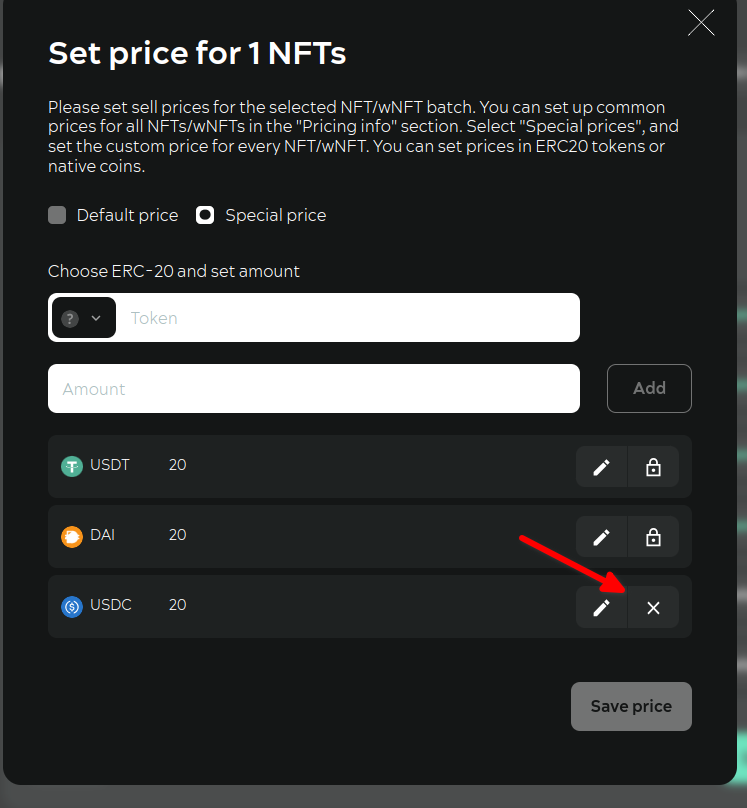 Set price for 1 NFTs
Please set sell prices for the selected NFT/wNFT batch. You can set up common
prices for all NFTs/wNFTs in the "Pricing info" section. Select "Special prices", and
set the custom price for every NFT/wNFT. You can set prices in ERC20 tokens or
native coins.
Default price Special price
Choose ERC-20 and set amount
? Token
Amount Add
USDT 20
DAI 20
USDC 20
Save price